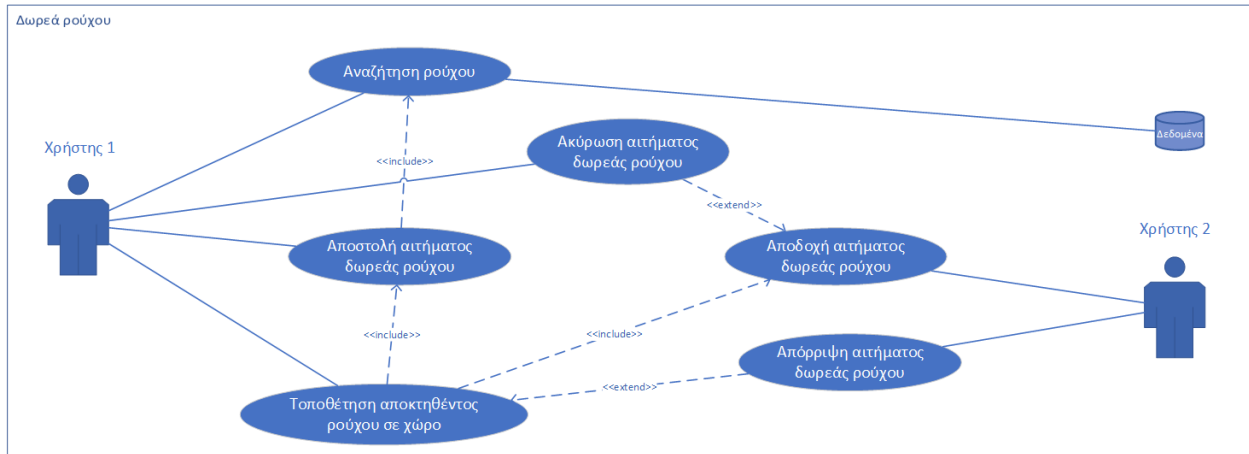 Δωρεά ρούχου
Αναζήτηση ρούχου
Δεδομένα
Ακύρωση αιτήματος
δωρεάς ρούχου
Χρήστης 1
<<include>>
<<extend>>
Αποστολή αιτήματος
δωρεάς ρούχου
Αποδοχή αιτήματος
δωρεάς ρούχου
Χρήστης 2
<<include>>
<<include>>
Απόρριψη αιτήματος
δωρεάς ρούχου
<<extend>>
Τοποθέτηση αποκτηθέντος
ρούχου σε χώρο